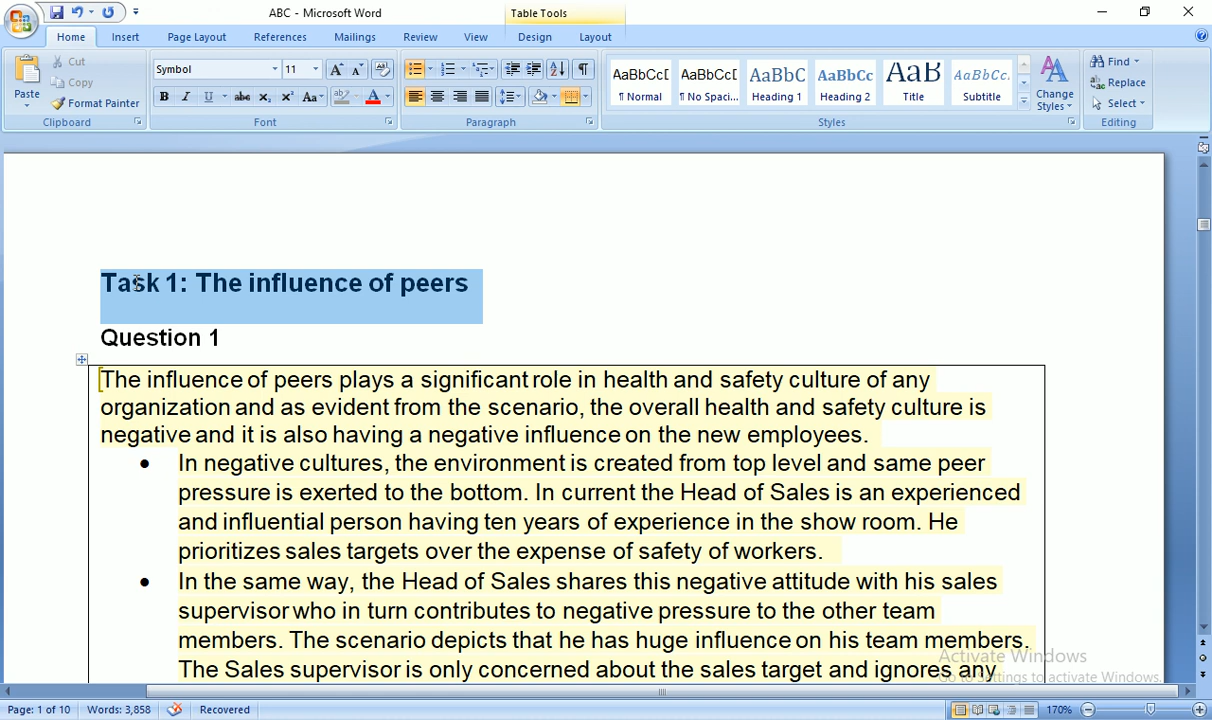 ABC - Microsoft Word
Table Tools
Home Insert Page Layout References Mailings Review View Design Layout
Paste
Cut
Copy
Format Painter
Clipboard
Symbol 11
B I U abc x₂ x² Aa
Font
Paragraph
AaBbCcI AaBbCcI AaBbC AaBbCc AaB AaBbCc.
¶ Normal ¶ No Spaci... Heading 1 Heading 2 Title Subtitle
Change Styles
Styles
Find
Replace
Select
Editing
Task 1: The influence of peers
Question 1
The influence of peers plays a significant role in health and safety culture of any
organization and as evident from the scenario, the overall health and safety culture is
negative and it is also having a negative influence on the new employees.
• In negative cultures, the environment is created from top level and same peer
pressure is exerted to the bottom. In current the Head of Sales is an experienced
and influential person having ten years of experience in the show room. He
prioritizes sales targets over the expense of safety of workers.
• In the same way, the Head of Sales shares this negative attitude with his sales
supervisor who in turn contributes to negative pressure to the other team
members. The scenario depicts that he has huge influence on his team members.
The Sales supervisor is only concerned about the sales target and ignores any
Activate Windows
Go to Settings to activate Windows.
Page: 1 of 10 Words: 3,858 Recovered 170%